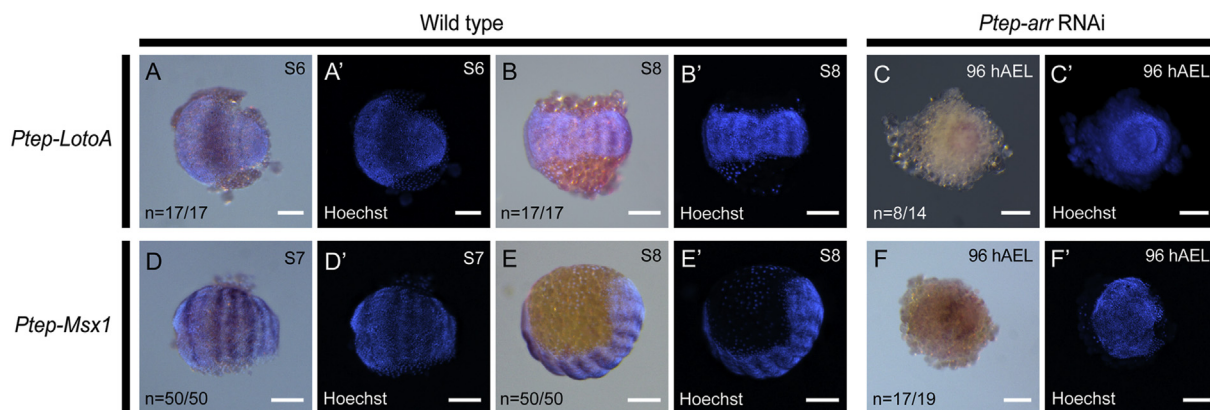 Wild type
Ptep-arr RNAi
Ptep-LotoA
A S6
n=17/17
A' S6
Hoechst
B S8
n=17/17
B' S8
Hoechst
C 96 hAEL
n=8/14
C' 96 hAEL
Hoechst
Ptep-Msx1
D S7
n=50/50
D' S7
Hoechst
E S8
n=50/50
E' S8
Hoechst
F 96 hAEL
n=17/19
F' 96 hAEL
Hoechst